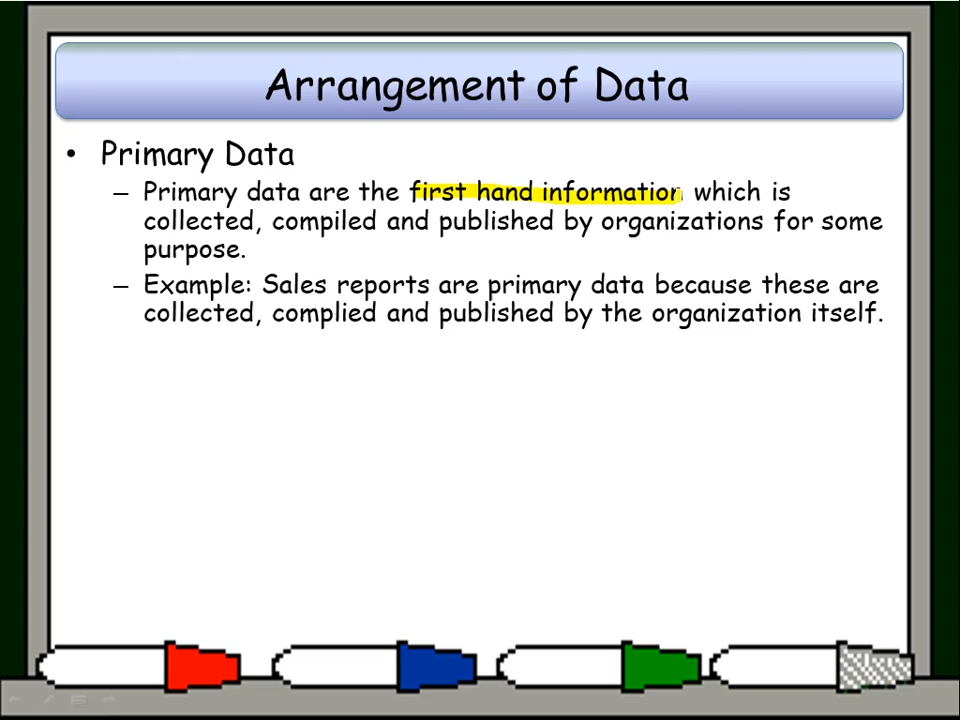 Arrangement of Data
• Primary Data
– Primary data are the first hand information which is
collected, compiled and published by organizations for some
purpose.
– Example: Sales reports are primary data because these are
collected, complied and published by the organization itself.